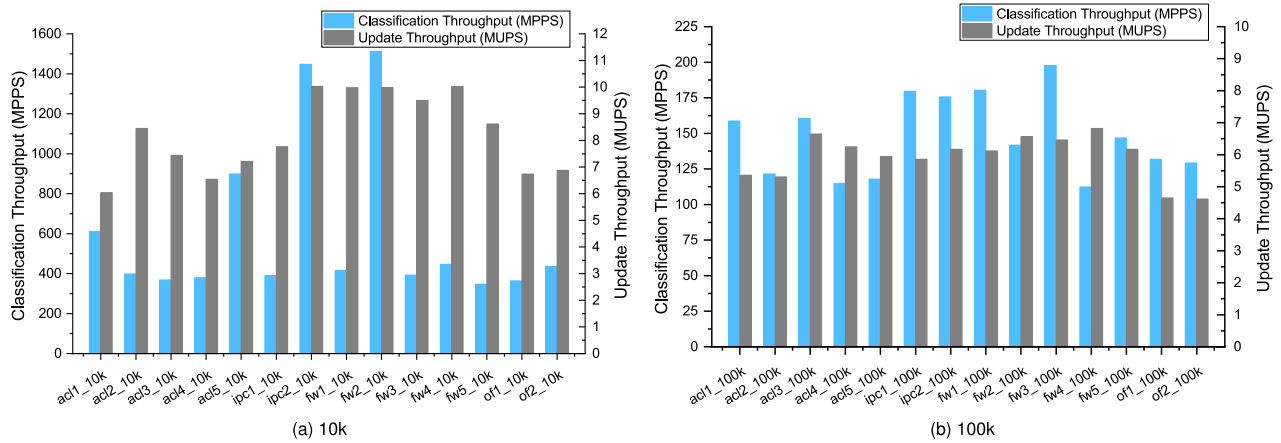 Classification Throughput (MPPS)
Update Throughput (MUPS)
1600
1400
1200
1000
800
600
400
200
0
Classification Throughput (MPPS)
12
11
10
9
8
7
6
5
4
3
2
1
0
Update Throughput (MUPS)
acl1_10k
acl2_10k
acl3_10k
acl4_10k
acl5_10k
ipc1_10k
ipc2_10k
fw1_10k
fw2_10k
fw3_10k
fw4_10k
fw5_10k
of1_10k
of2_10k
(a) 10k
Classification Throughput (MPPS)
Update Throughput (MUPS)
225
200
175
150
125
100
75
50
25
0
Classification Throughput (MPPS)
10
9
8
7
6
5
4
3
2
1
0
Update Throughput (MUPS)
acl1_100k
acl2_100k
acl3_100k
acl4_100k
acl5_100k
ipc1_100k
ipc2_100k
fw1_100k
fw2_100k
fw3_100k
fw4_100k
fw5_100k
of1_100k
of2_100k
(b) 100k